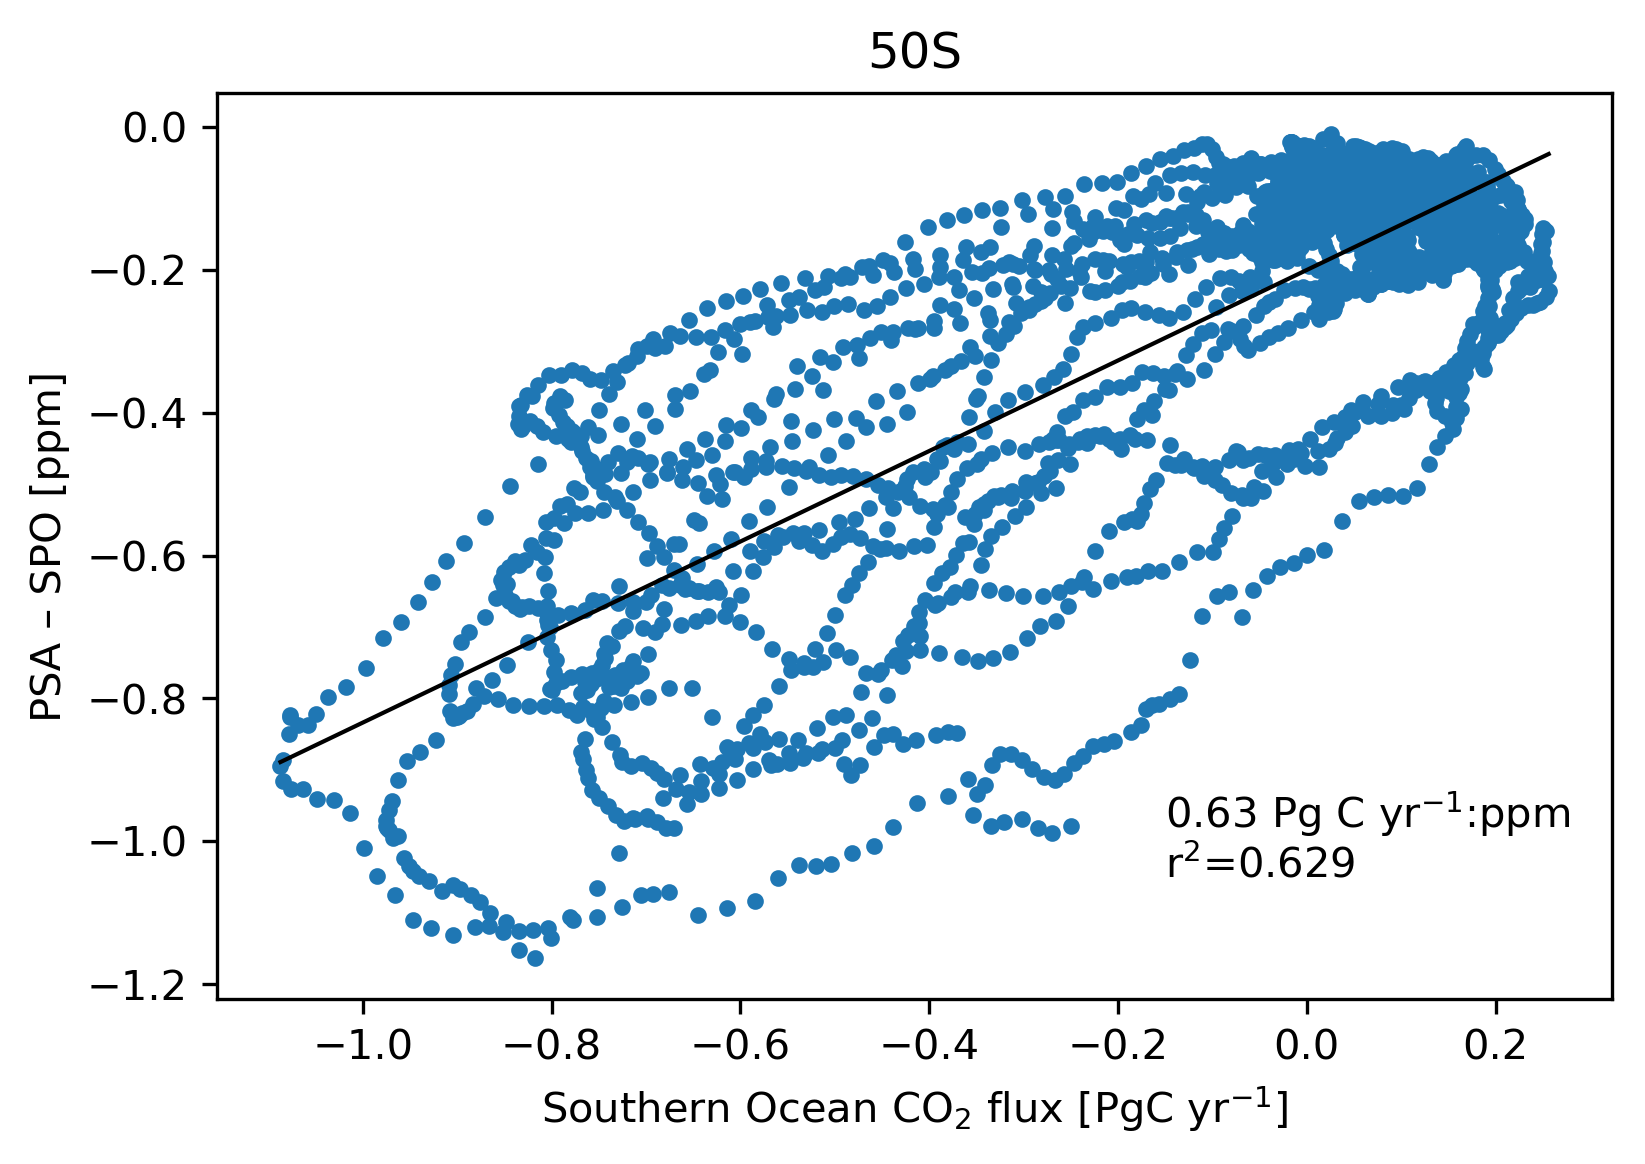 50S
PSA – SPO [ppm]
0.0
−0.2
−0.4
−0.6
−0.8
−1.0
−1.2
0.63 Pg C yr⁻¹:ppm
r²=0.629
−1.0 −0.8 −0.6 −0.4 −0.2 0.0 0.2
Southern Ocean CO₂ flux [PgC yr⁻¹]